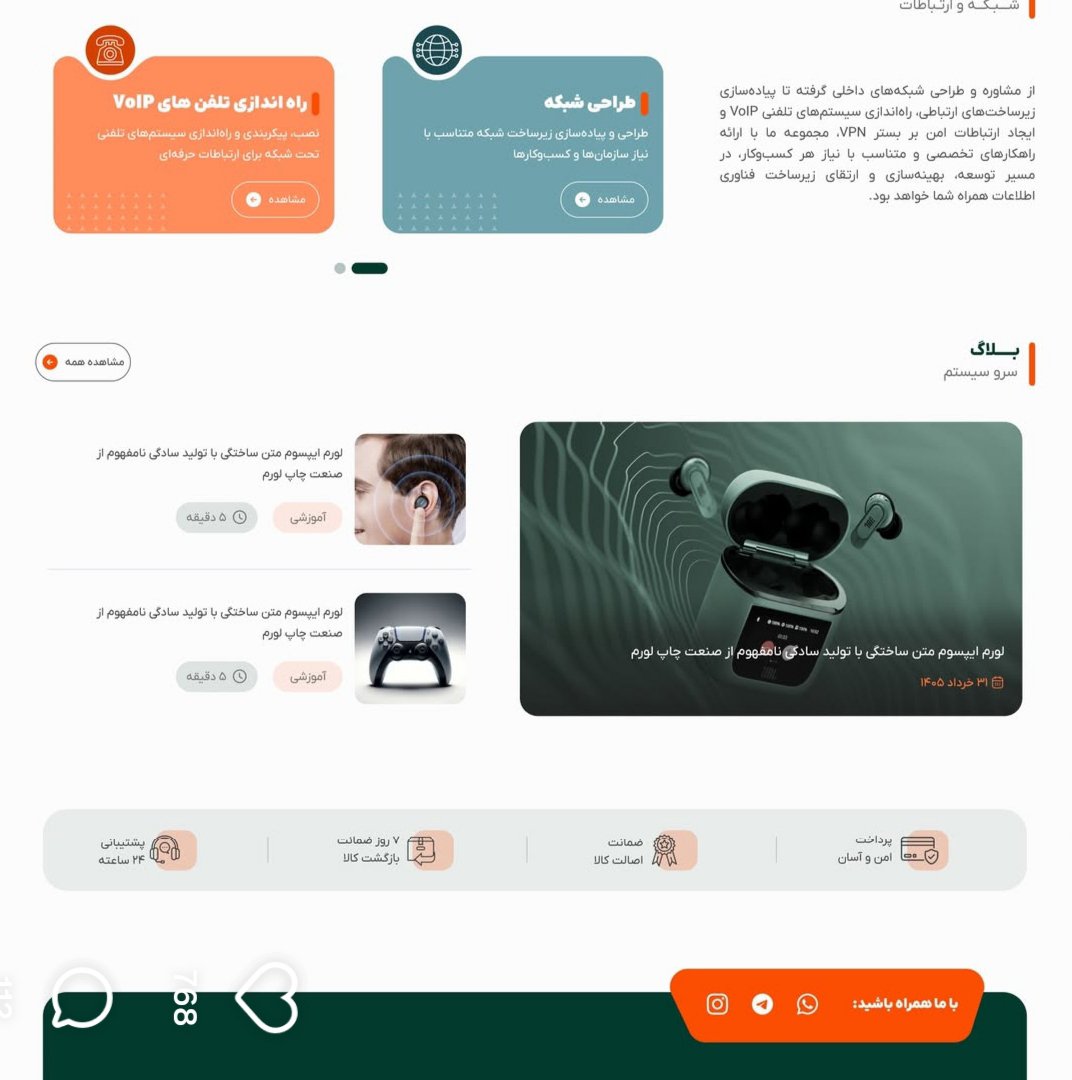 شـــبـکــه و ارتـباطات
از مشاوره و طراحی شبکه‌های داخلی گرفته تا پیاده‌سازی
زیرساخت‌های ارتباطی، راه‌اندازی سیستم‌های تلفنی VoIP و
ایجاد ارتباطات امن بر بستر VPN، مجموعه ما با ارائه
راهکارهای تخصصی و متناسب با نیاز هر کسب‌وکار، در
مسیر توسعه، بهینه‌سازی و ارتقای زیرساخت فناوری
اطلاعات همراه شما خواهد بود.
طراحی شبکه
طراحی و پیاده‌سازی زیرساخت شبکه متناسب با
نیاز سازمان‌ها و کسب‌وکارها
مشاهده
راه اندازی تلفن های VoIP
نصب، پیکربندی و راه‌اندازی سیستم‌های تلفنی
تحت شبکه برای ارتباطات حرفه‌ای
مشاهده
بـــلاگ
سرو سیستم
مشاهده همه
لورم ایپسوم متن ساختگی با تولید سادگی نامفهوم از صنعت چاپ لورم
۳۱ خرداد ۱۴۰۵
JBL
لورم ایپسوم متن ساختگی با تولید سادگی نامفهوم از
صنعت چاپ لورم
آموزشی
۵ دقیقه
لورم ایپسوم متن ساختگی با تولید سادگی نامفهوم از
صنعت چاپ لورم
آموزشی
۵ دقیقه
پرداخت
امن و آسان
ضمانت
اصالت کالا
۷ روز ضمانت
بازگشت کالا
پشتیبانی
۲۴ ساعته
با ما همراه باشید:
768
112